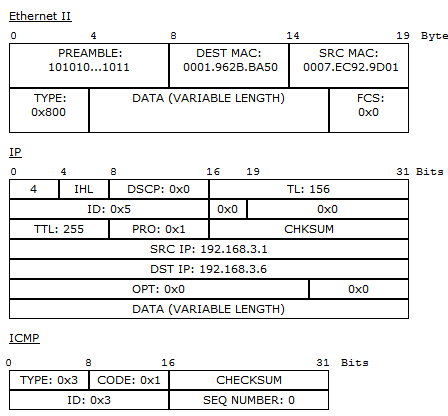 Ethernet II
0 4 8 14 19 Byte
PREAMBLE: DEST MAC: SRC MAC:
101010...1011 0001.962B.BA50 0007.EC92.9D01
TYPE: DATA (VARIABLE LENGTH) FCS:
0x800 0x0
IP
0 4 8 16 19 31 Bits
4 IHL DSCP: 0x0 TL: 156
ID: 0x5 0x0 0x0
TTL: 255 PRO: 0x1 CHKSUM
SRC IP: 192.168.3.1
DST IP: 192.168.3.6
OPT: 0x0 0x0
DATA (VARIABLE LENGTH)
ICMP
0 8 16 31 Bits
TYPE: 0x3 CODE: 0x1 CHECKSUM
ID: 0x3 SEQ NUMBER: 0